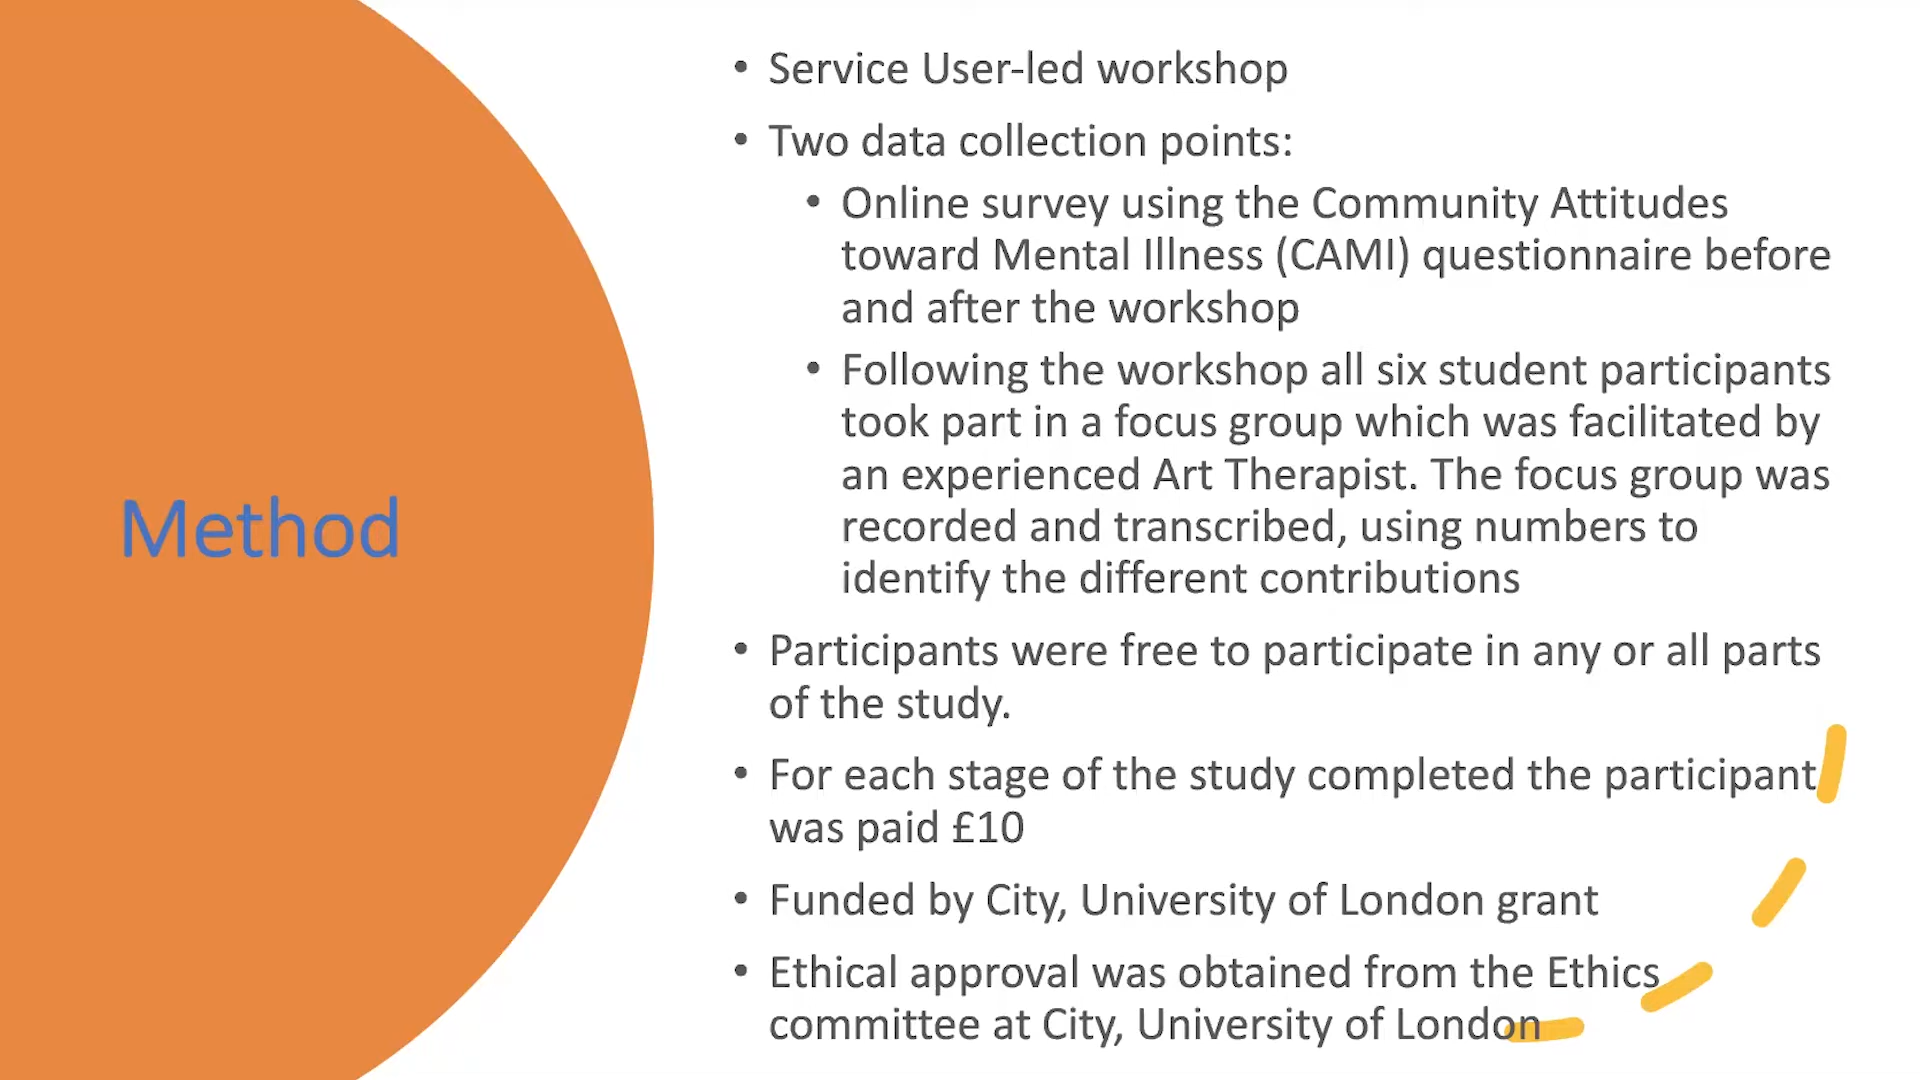 Method
• Service User-led workshop
• Two data collection points:
• Online survey using the Community Attitudes
toward Mental Illness (CAMI) questionnaire before
and after the workshop
• Following the workshop all six student participants
took part in a focus group which was facilitated by
an experienced Art Therapist. The focus group was
recorded and transcribed, using numbers to
identify the different contributions
• Participants were free to participate in any or all parts
of the study.
• For each stage of the study completed the participant
was paid £10
• Funded by City, University of London grant
• Ethical approval was obtained from the Ethics
committee at City, University of London